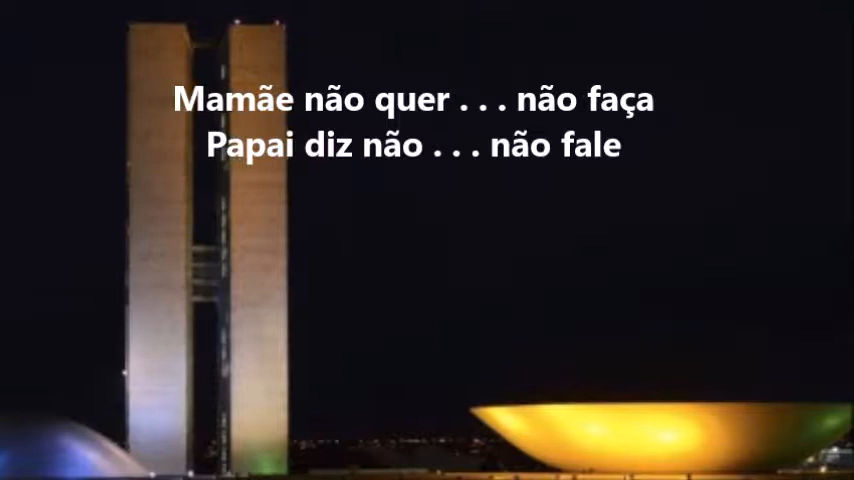 Mamãe não quer . . . não faça
Papai diz não . . . não fale